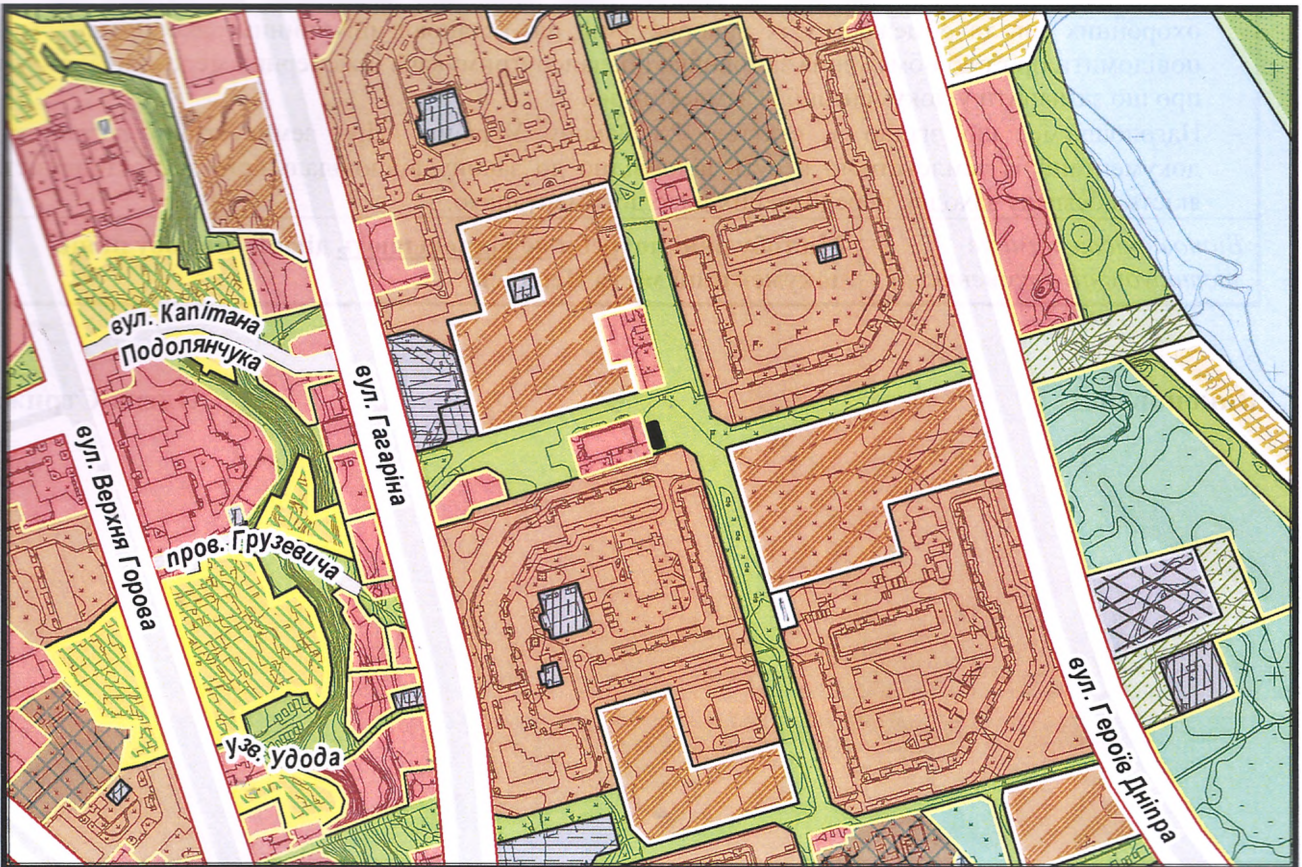 вул. Капітана
Подолянчука
вул. Гагаріна
вул. Верхня Горова
пров. Грузевича
узв. Удода
вул. Героїв Дніпра